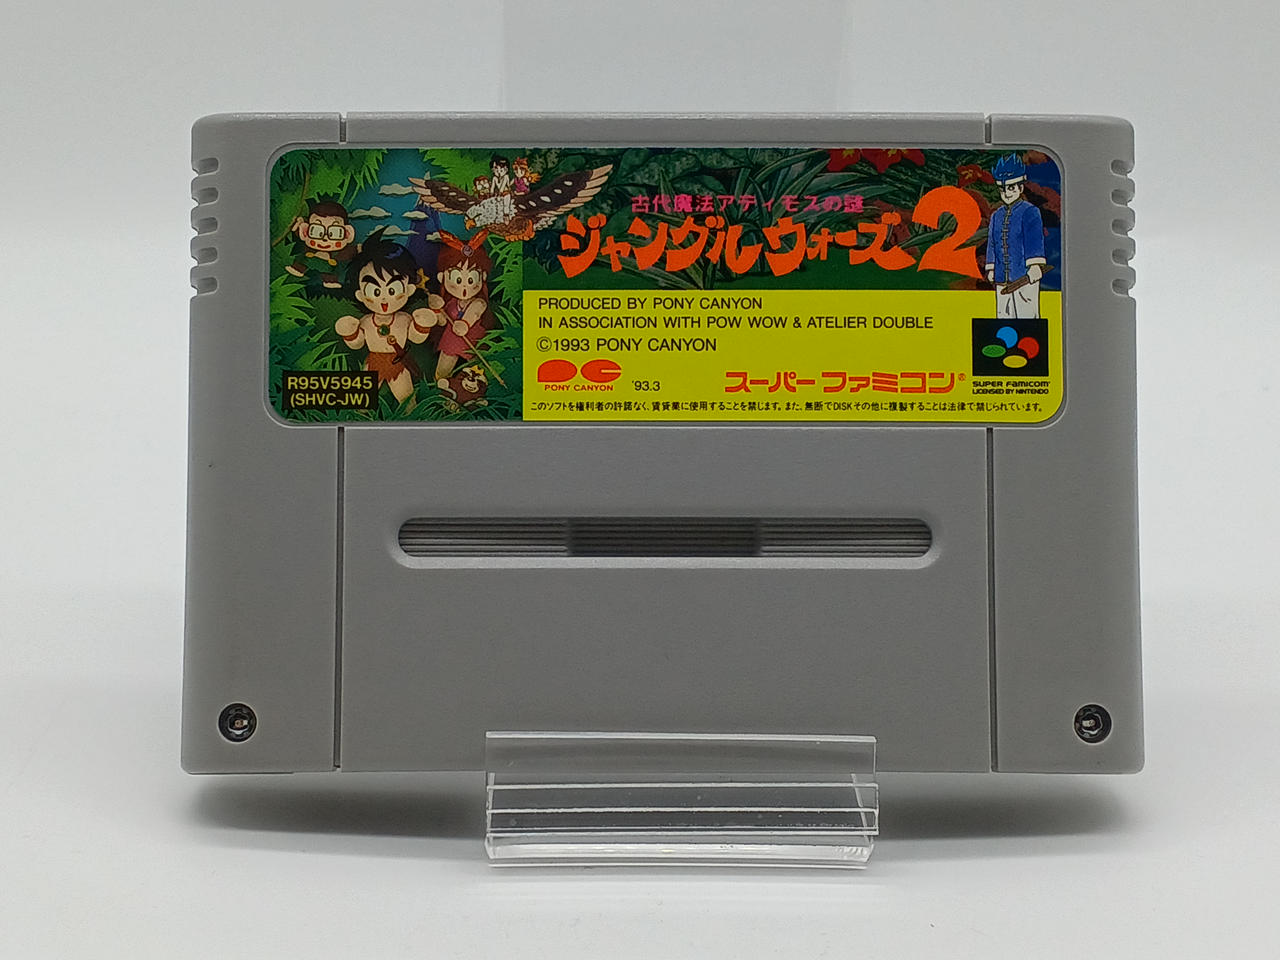 古代魔法アティモスの謎
ジャングルウォーズ2
PRODUCED BY PONY CANYON
IN ASSOCIATION WITH POW WOW & ATELIER DOUBLE
©1993 PONY CANYON
PC
PONY CANYON
'93.3
スーパーファミコン®
SUPER FAMICOM
LICENSED BY NINTENDO
R95V5945
(SHVC-JW)
このソフトを権利者の許諾なく、賃貸業に使用することを禁じます。また、無断でDISKその他に複製することは法律で禁じられています。